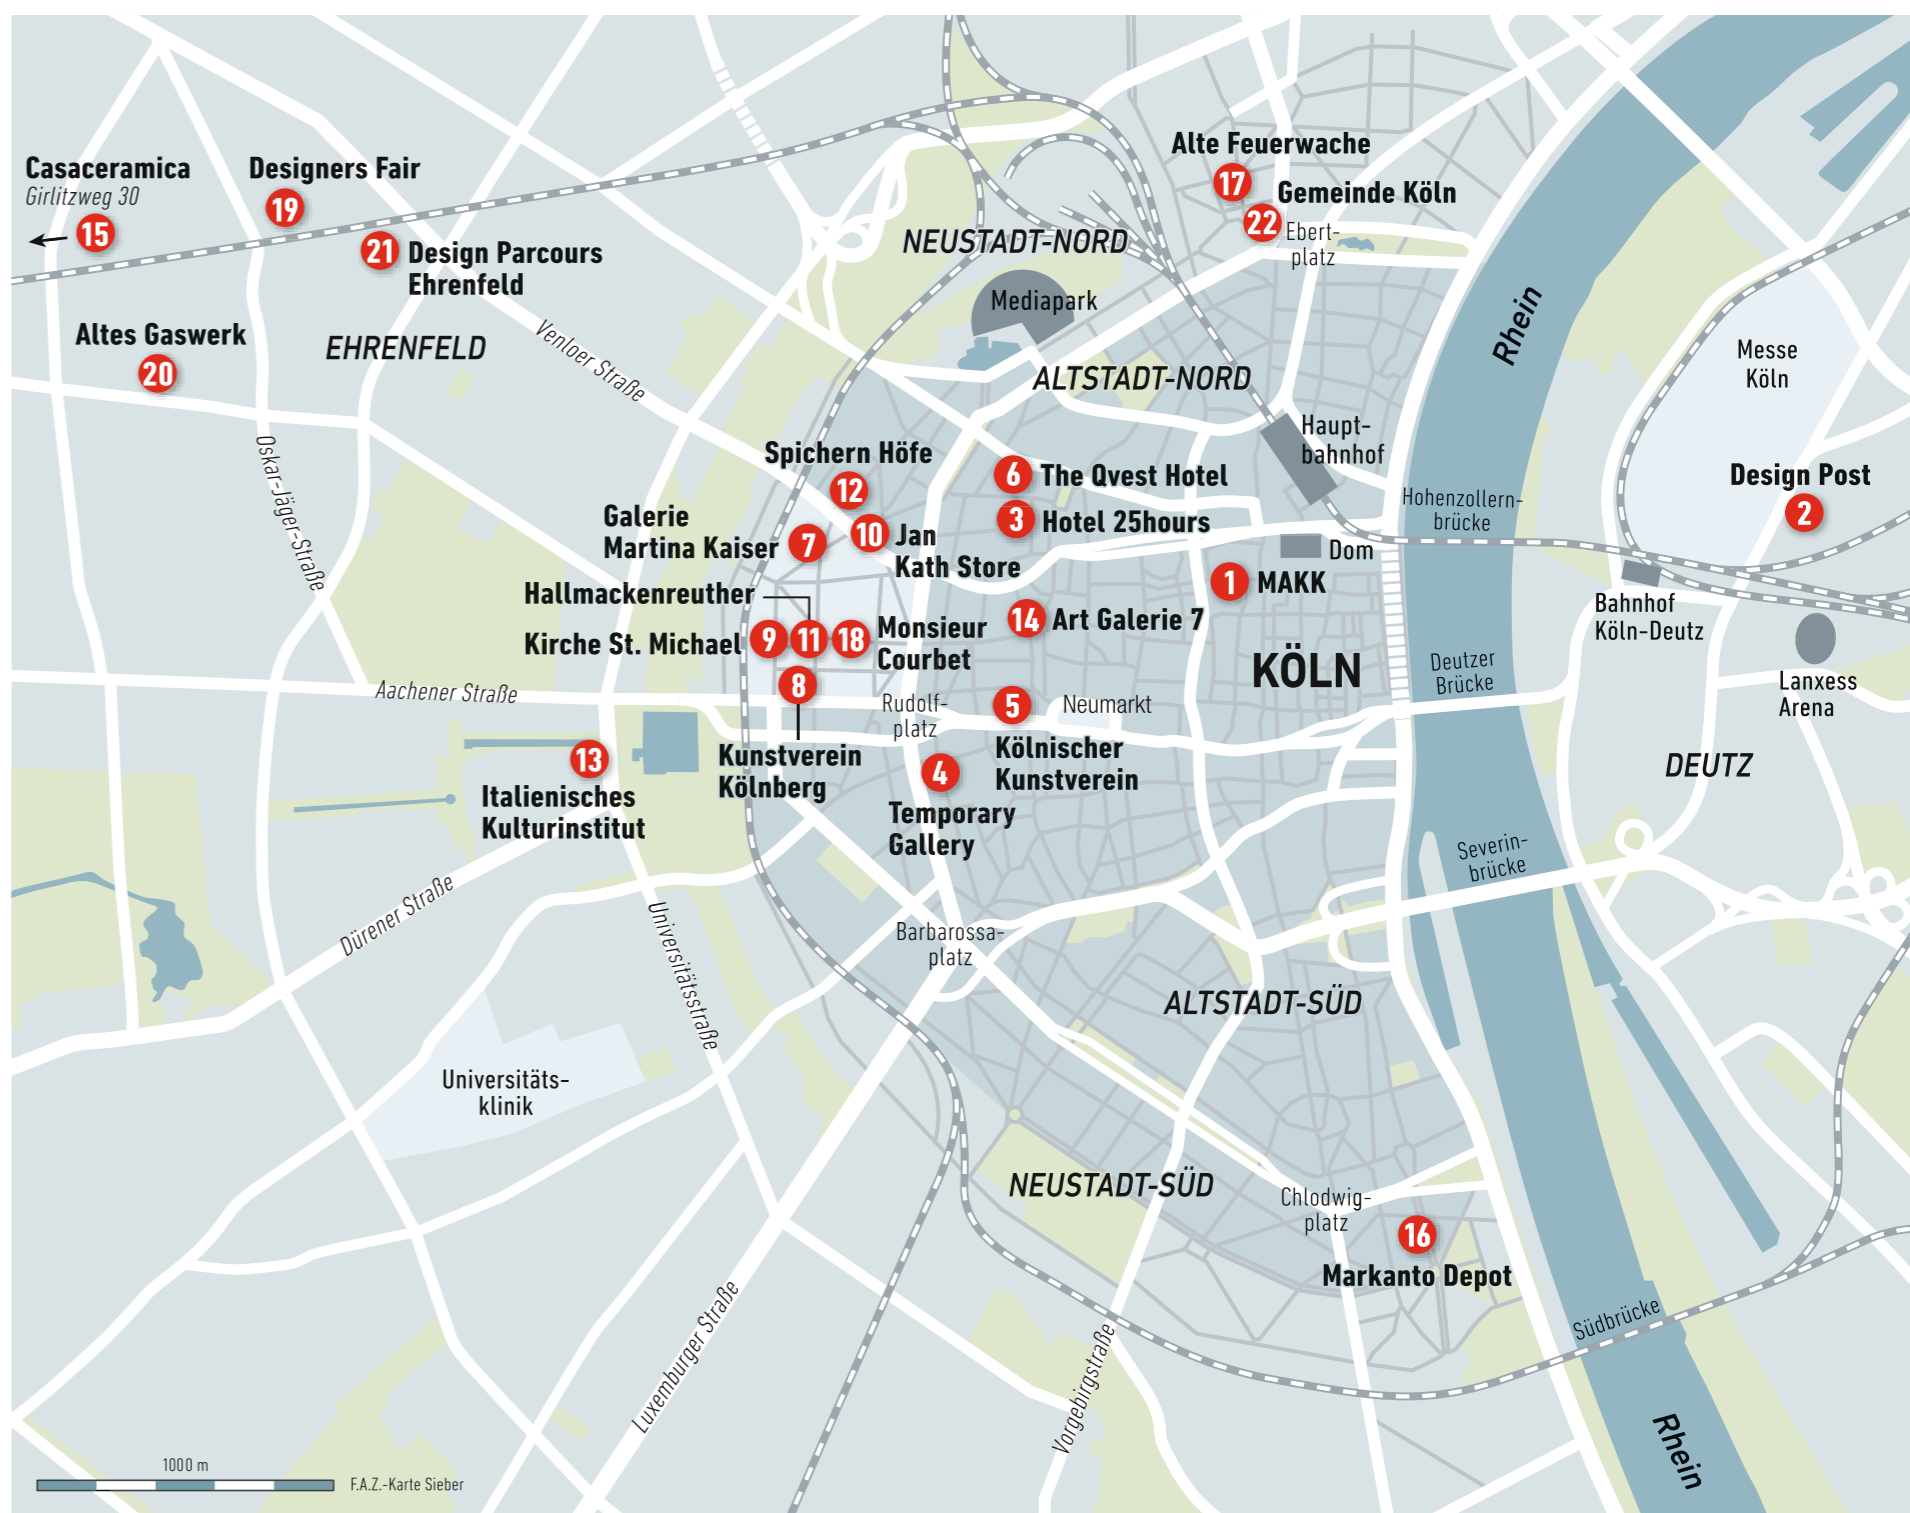 Alte Feuerwache
17
Gemeinde Köln
22
Ebert-
platz
Casaceramica
Girlitzweg 30
15
Designers Fair
19
21
Design Parcours
Ehrenfeld
NEUSTADT-NORD
Mediapark
Rhein
Altes Gaswerk
20
EHRENFELD
Venloer Straße
ALTSTADT-NORD
Messe
Köln
Haupt-
bahnhof
Oskar-Jäger-Straße
Spichern Höfe
12
6
The Qvest Hotel
3
Hotel 25hours
Hohenzollern-
brücke
Design Post
2
Galerie
Martina Kaiser
7
10
Jan
Kath Store
Dom
1
MAKK
Hallmackenreuther
Kirche St. Michael
9
11
18
Monsieur
Courbet
14
Art Galerie 7
Bahnhof
Köln-Deutz
KÖLN
Deutzer
Brücke
Lanxess
Arena
8
Aachener Straße
Rudolf-
platz
5
Neumarkt
Kölnischer
Kunstverein
Kunstverein
Kölnberg
4
Temporary
Gallery
13
Italienisches
Kulturinstitut
DEUTZ
Severin-
brücke
Dürener Straße
Universitätsstraße
Barbarossa-
platz
ALTSTADT-SÜD
Universitäts-
klinik
NEUSTADT-SÜD
Chlodwig-
platz
16
Markanto Depot
Südbrücke
Luxemburger Straße
Vorgebirgstraße
Rhein
1000 m
F.A.Z.-Karte Sieber